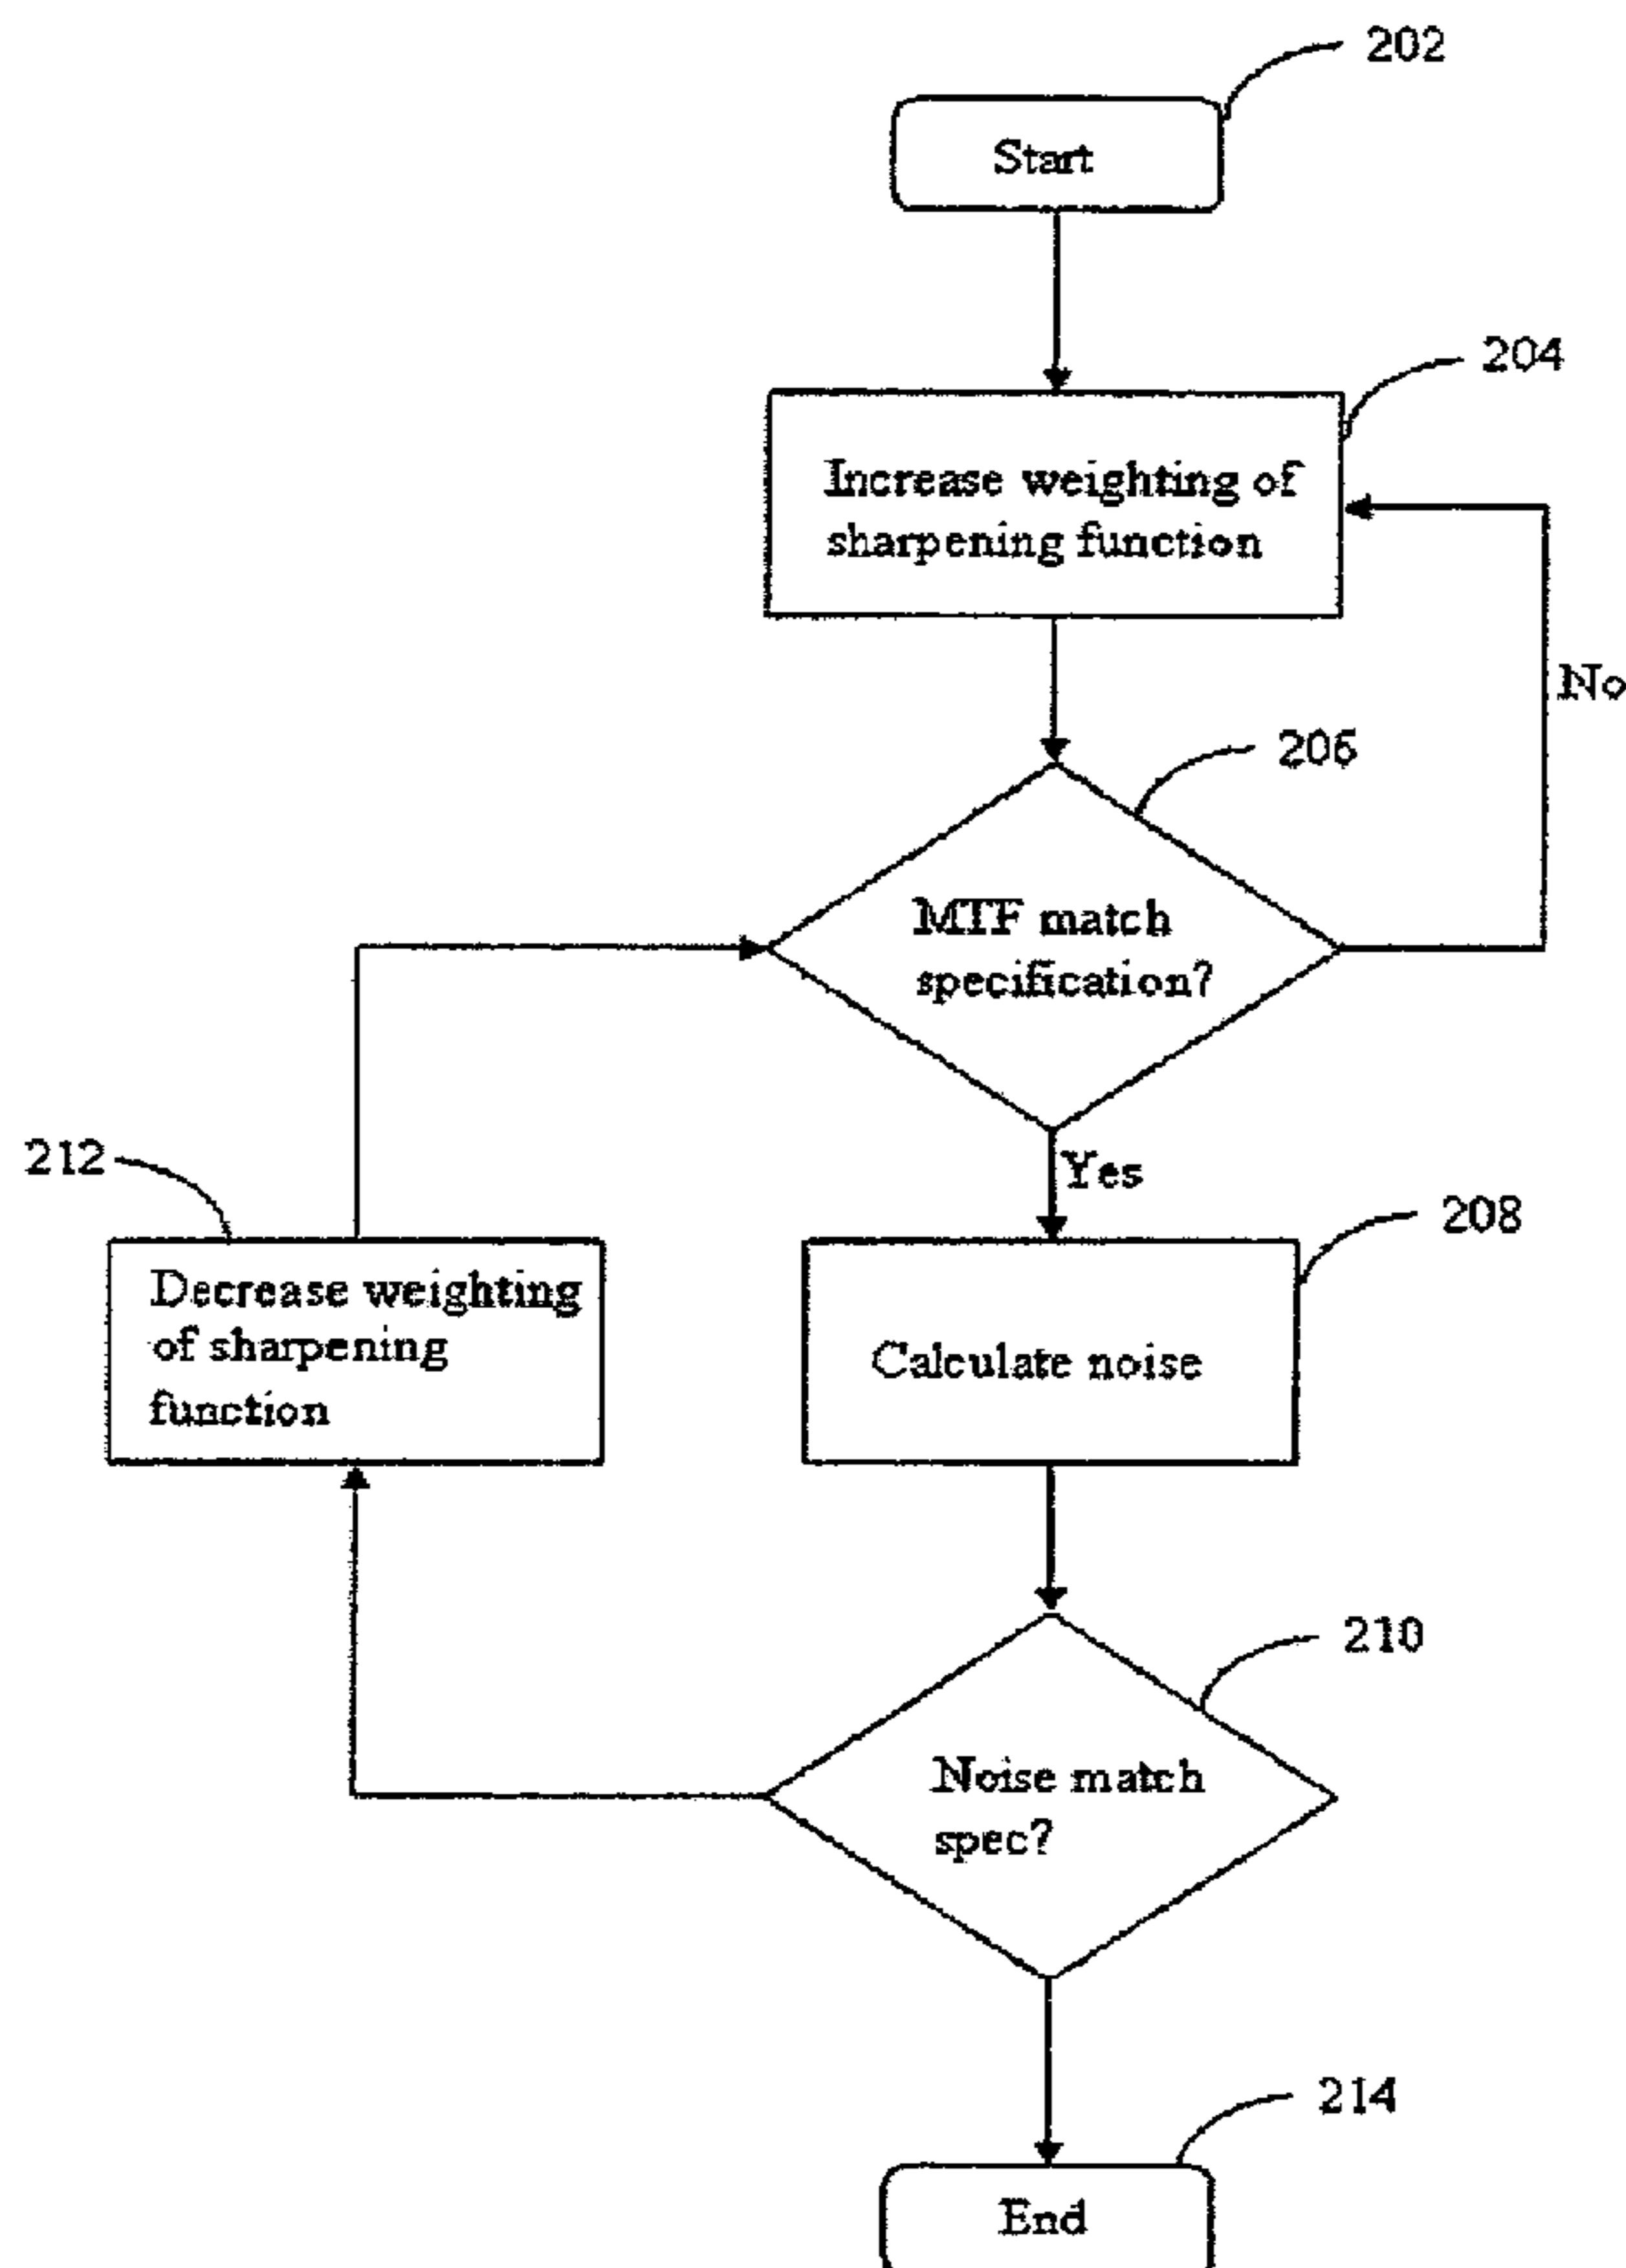 202
Start
204
Increase weighting of
sharpening function
No
206
MTF match
specification?
Yes
212
208
Decrease weighting
of sharpening
function
Calculate noise
210
Noise match
spec?
214
End